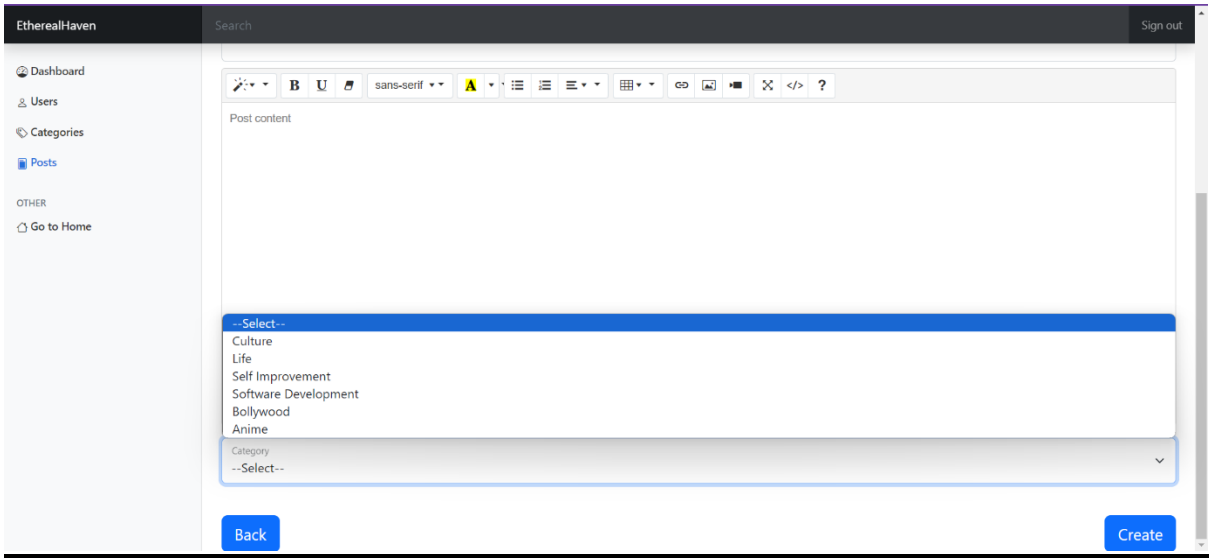 EtherealHaven Search Sign out
Dashboard
Users
Categories
Posts
OTHER
Go to Home
B U sans-serif A </> ?
Post content
--Select--
Culture
Life
Self Improvement
Software Development
Bollywood
Anime
Category
--Select--
Back Create